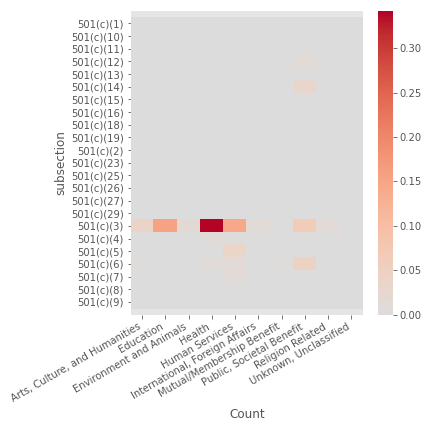 subsection
501(c)(1)
501(c)(10)
501(c)(11)
501(c)(12)
501(c)(13)
501(c)(14)
501(c)(15)
501(c)(16)
501(c)(18)
501(c)(19)
501(c)(2)
501(c)(23)
501(c)(25)
501(c)(26)
501(c)(27)
501(c)(29)
501(c)(3)
501(c)(4)
501(c)(5)
501(c)(6)
501(c)(7)
501(c)(8)
501(c)(9)
Arts, Culture, and Humanities
Education
Environment and Animals
Health
Human Services
International, Foreign Affairs
Mutual/Membership Benefit
Public, Societal Benefit
Religion Related
Unknown, Unclassified
Count
0.30
0.25
0.20
0.15
0.10
0.05
0.00